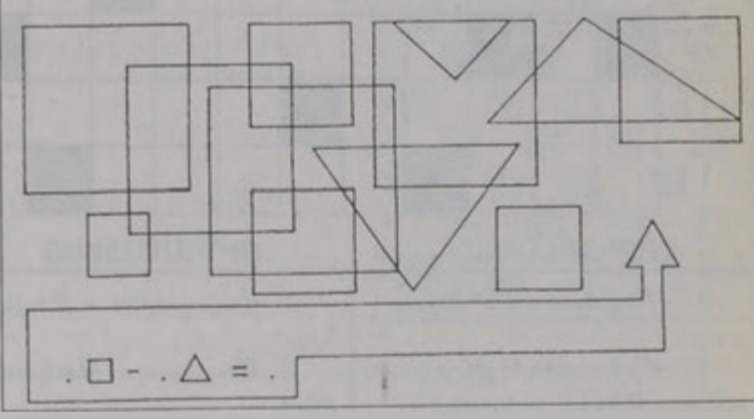 . □ - . △ = .